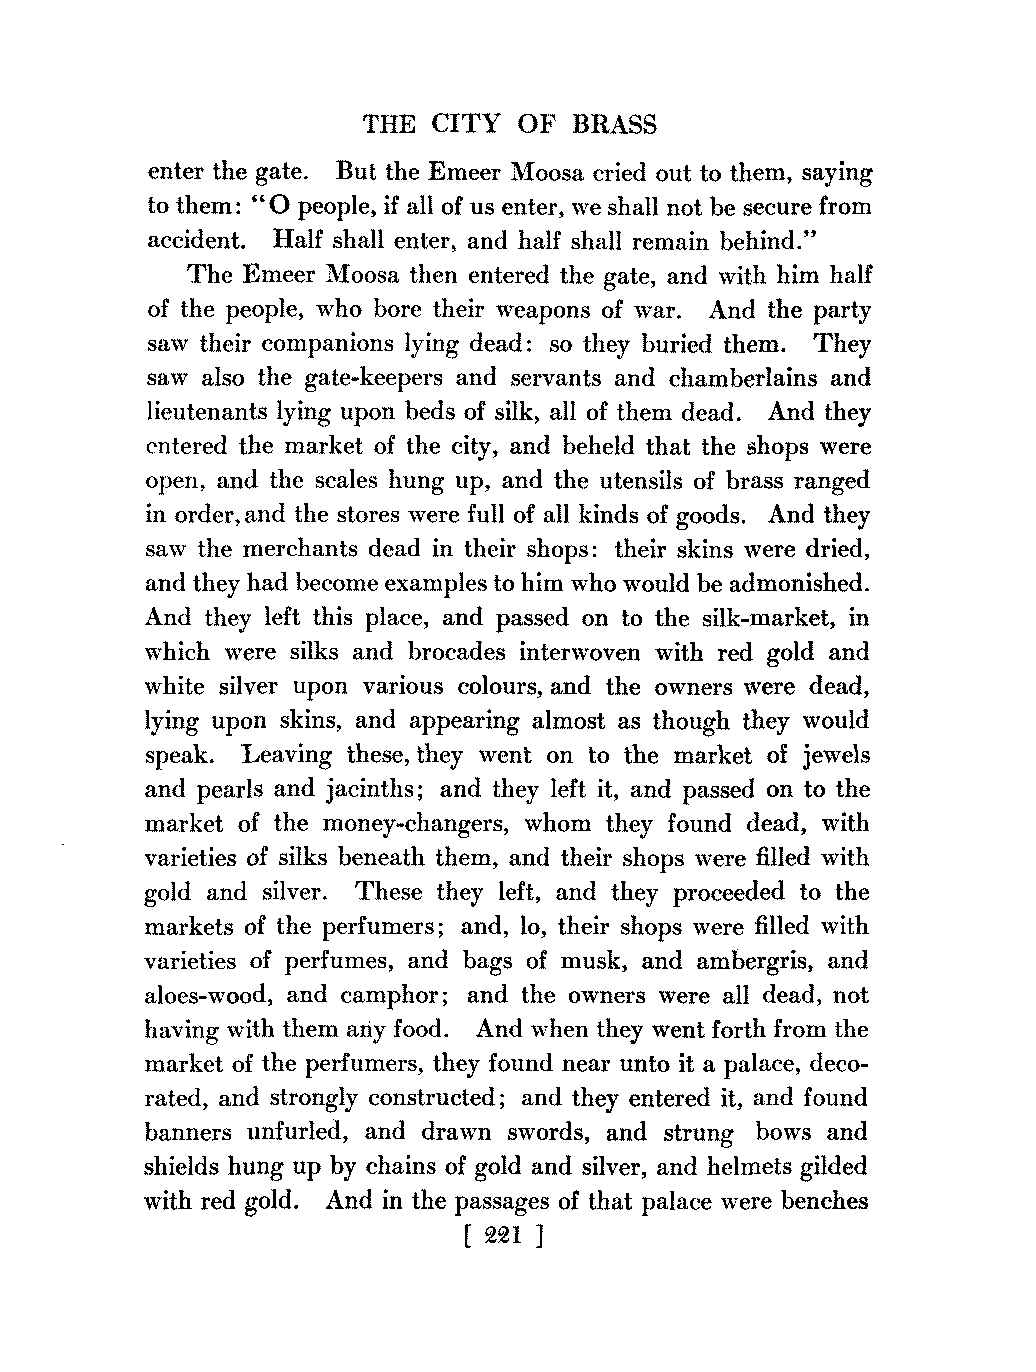 THE CITY OF BRASS
enter the gate. But the Emeer Moosa cried out to them, saying
to them: “O people, if all of us enter, we shall not be secure from
accident. Half shall enter, and half shall remain behind.”
The Emeer Moosa then entered the gate, and with him half
of the people, who bore their weapons of war. And the party
saw their companions lying dead: so they buried them. They
saw also the gate-keepers and servants and chamberlains and
lieutenants lying upon beds of silk, all of them dead. And they
entered the market of the city, and beheld that the shops were
open, and the scales hung up, and the utensils of brass ranged
in order, and the stores were full of all kinds of goods. And they
saw the merchants dead in their shops: their skins were dried,
and they had become examples to him who would be admonished.
And they left this place, and passed on to the silk-market, in
which were silks and brocades interwoven with red gold and
white silver upon various colours, and the owners were dead,
lying upon skins, and appearing almost as though they would
speak. Leaving these, they went on to the market of jewels
and pearls and jacinths; and they left it, and passed on to the
market of the money-changers, whom they found dead, with
varieties of silks beneath them, and their shops were filled with
gold and silver. These they left, and they proceeded to the
markets of the perfumers; and, lo, their shops were filled with
varieties of perfumes, and bags of musk, and ambergris, and
aloes-wood, and camphor; and the owners were all dead, not
having with them any food. And when they went forth from the
market of the perfumers, they found near unto it a palace, deco-
rated, and strongly constructed; and they entered it, and found
banners unfurled, and drawn swords, and strung bows and
shields hung up by chains of gold and silver, and helmets gilded
with red gold. And in the passages of that palace were benches
[ 221 ]